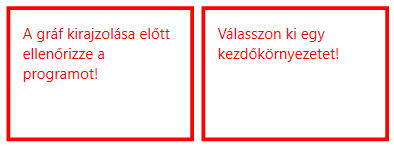 A gráf kirajzolása előtt
ellenőrizze a
programot!
Válasszon ki egy
kezdőkörnyezetet!